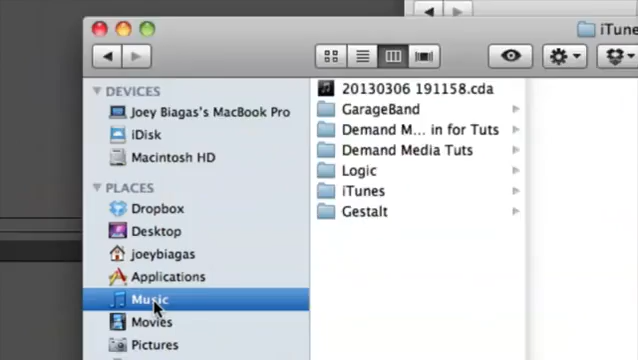 iTunes
DEVICES
Joey Biagas's MacBook Pro
iDisk
Macintosh HD
PLACES
Dropbox
Desktop
joeybiagas
Applications
Music
Movies
Pictures
20130306 191158.cda
GarageBand
Demand M... in for Tuts
Demand Media Tuts
Logic
iTunes
Gestalt